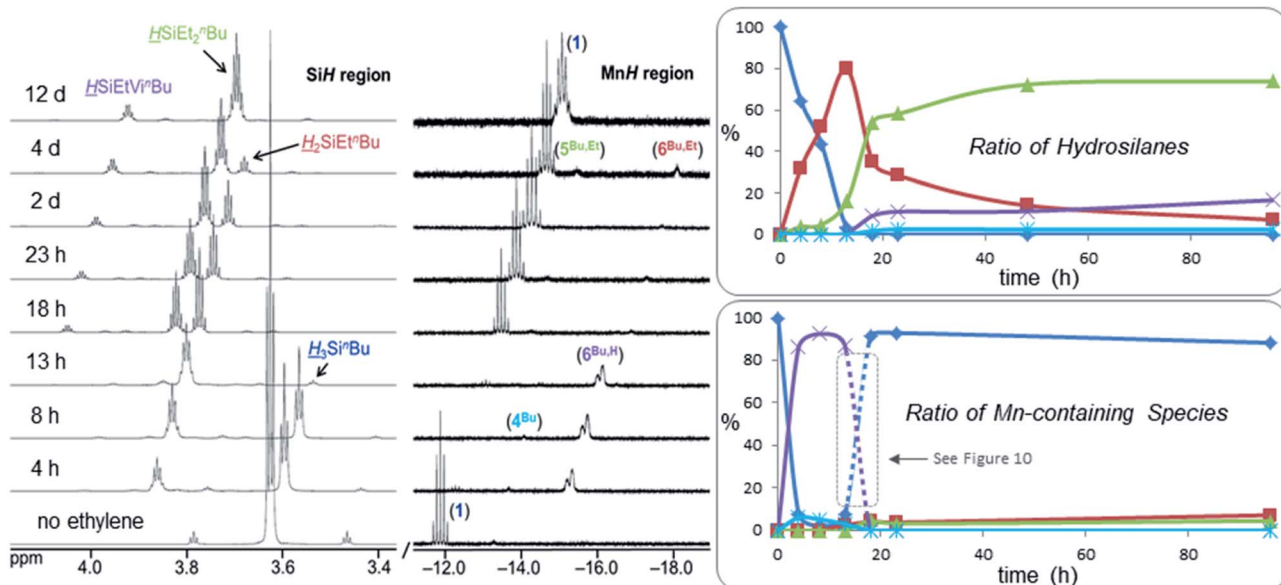 HSiEt₂ⁿBu
HSiEtViⁿBu
SiH region
(1)
MnH region
12 d
H₂SiEtⁿBu
4 d
(5ᴮᵘ,ᴱᵗ)
(6ᴮᵘ,ᴱᵗ)
2 d
23 h
18 h
H₃SiⁿBu
13 h
(6ᴮᵘ,ᴴ)
8 h
(4ᴮᵘ)
4 h
(1)
no ethylene
ppm
4.0
3.8
3.6
3.4
−12.0
−14.0
−16.0
−18.0
100
80
60
%
40
20
0
Ratio of Hydrosilanes
0
20
40
60
80
time (h)
100
80
60
%
40
20
0
Ratio of Mn-containing Species
See Figure 10
0
20
40
60
80
time (h)